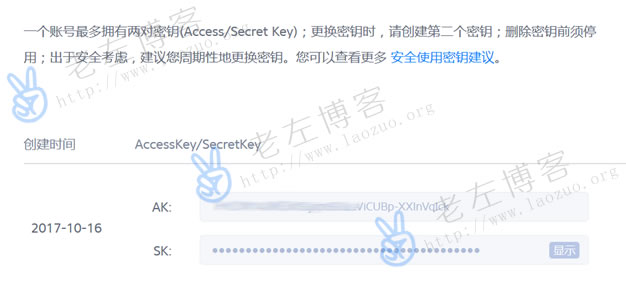 一个账号最多拥有两对密钥(Access/Secret Key)；更换密钥时，请创建第二个密钥；删除密钥前须停
用；出于安全考虑，建议您周期性地更换密钥。您可以查看更多 安全使用密钥建议。
老左博客
http://www.laozuo.org
老左博客
http://www.laozuo.org
创建时间 AccessKey/SecretKey
老左博客
http://www.laozuo.org
AK:
2017-10-16
SK: 显示